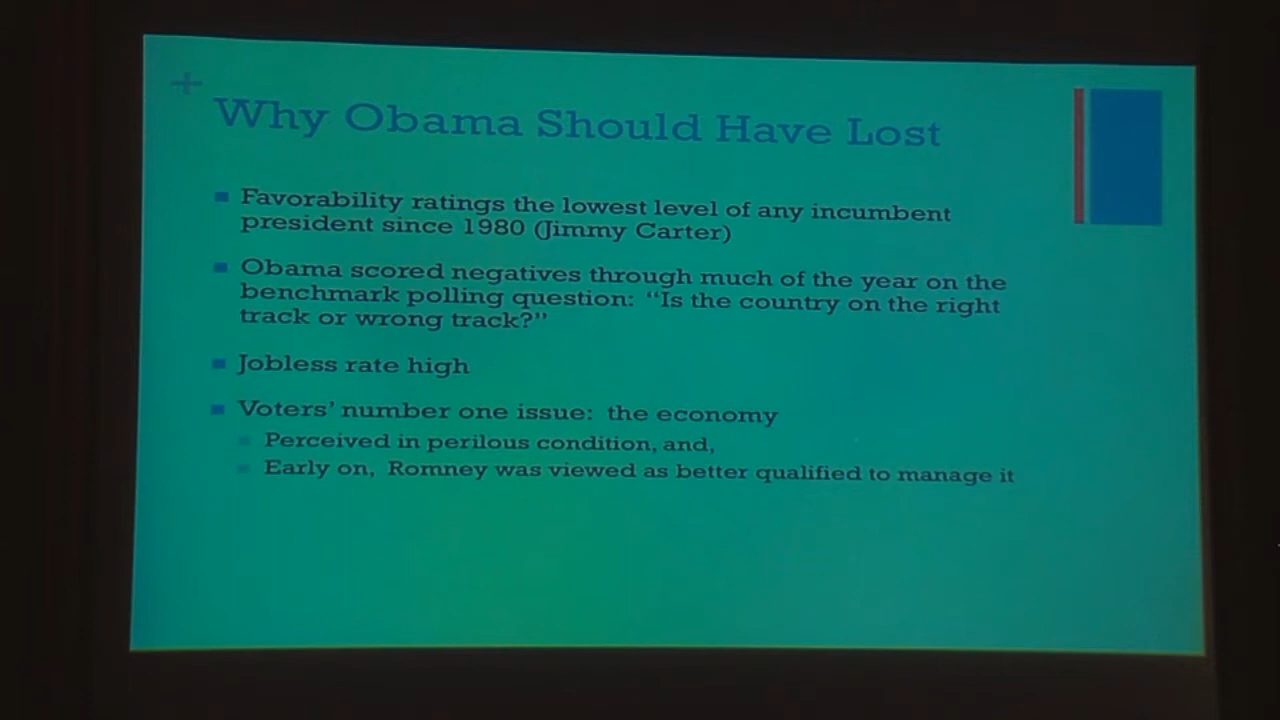 +
Why Obama Should Have Lost
Favorability ratings the lowest level of any incumbent
president since 1980 (Jimmy Carter)
Obama scored negatives through much of the year on the
benchmark polling question: “Is the country on the right
track or wrong track?”
Jobless rate high
Voters’ number one issue: the economy
Perceived in perilous condition, and,
Early on, Romney was viewed as better qualified to manage it